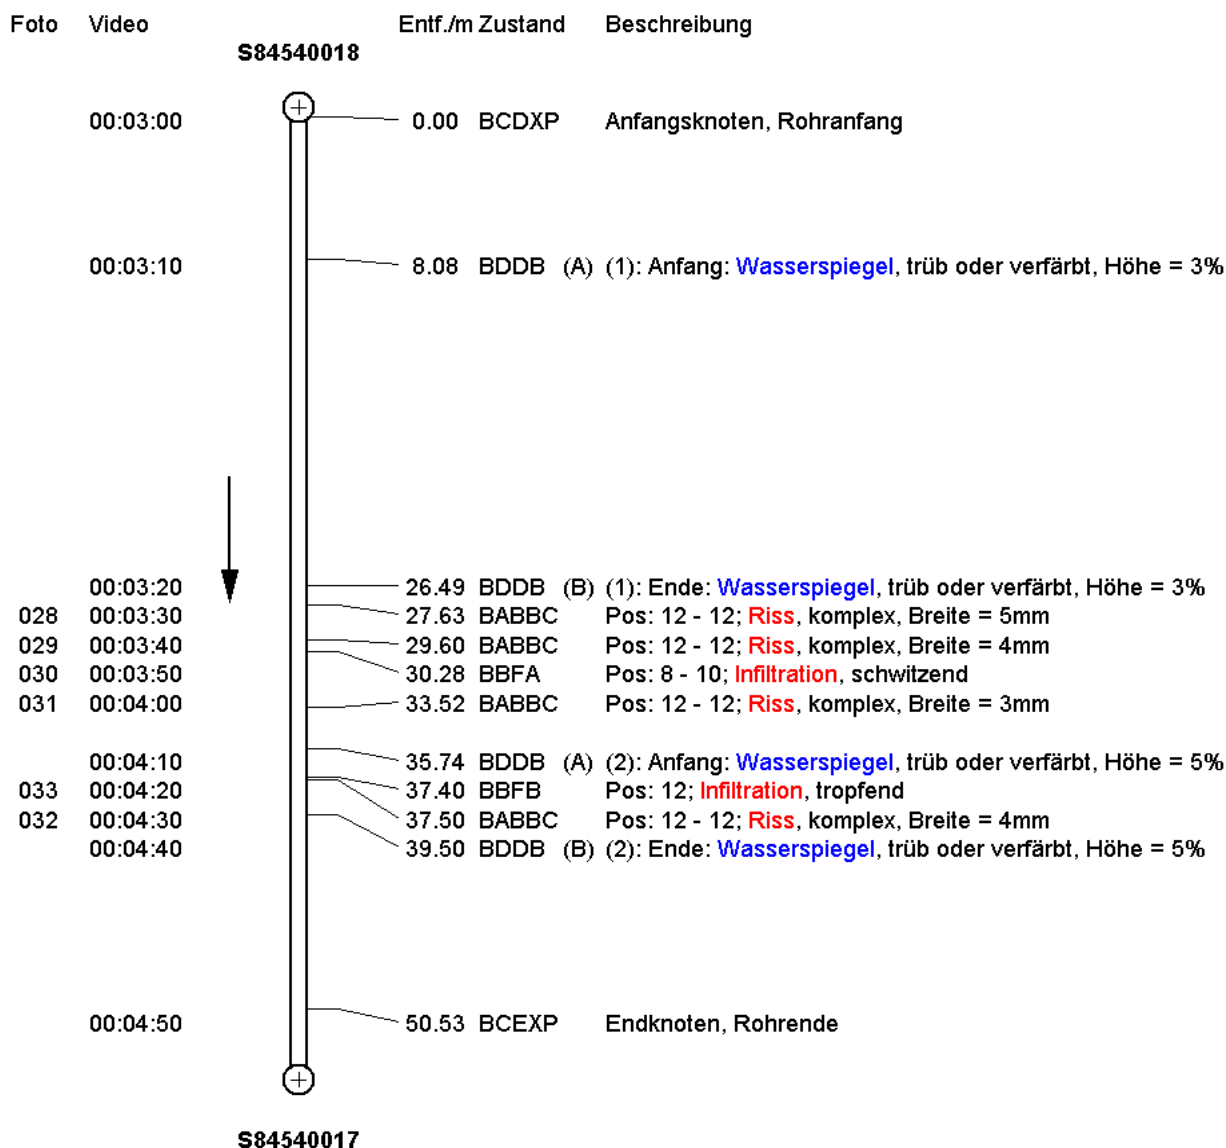 Foto Video Entf./m Zustand Beschreibung
S84540018
00:03:00 0.00 BCDXP Anfangsknoten, Rohranfang
00:03:10 8.08 BDDB (A) (1): Anfang: Wasserspiegel, trüb oder verfärbt, Höhe = 3%
00:03:20 26.49 BDDB (B) (1): Ende: Wasserspiegel, trüb oder verfärbt, Höhe = 3%
028 00:03:30 27.63 BABBC Pos: 12 - 12; Riss, komplex, Breite = 5mm
029 00:03:40 29.60 BABBC Pos: 12 - 12; Riss, komplex, Breite = 4mm
030 00:03:50 30.28 BBFA Pos: 8 - 10; Infiltration, schwitzend
031 00:04:00 33.52 BABBC Pos: 12 - 12; Riss, komplex, Breite = 3mm
00:04:10 35.74 BDDB (A) (2): Anfang: Wasserspiegel, trüb oder verfärbt, Höhe = 5%
033 00:04:20 37.40 BBFB Pos: 12; Infiltration, tropfend
032 00:04:30 37.50 BABBC Pos: 12 - 12; Riss, komplex, Breite = 4mm
00:04:40 39.50 BDDB (B) (2): Ende: Wasserspiegel, trüb oder verfärbt, Höhe = 5%
00:04:50 50.53 BCEXP Endknoten, Rohrende
S84540017